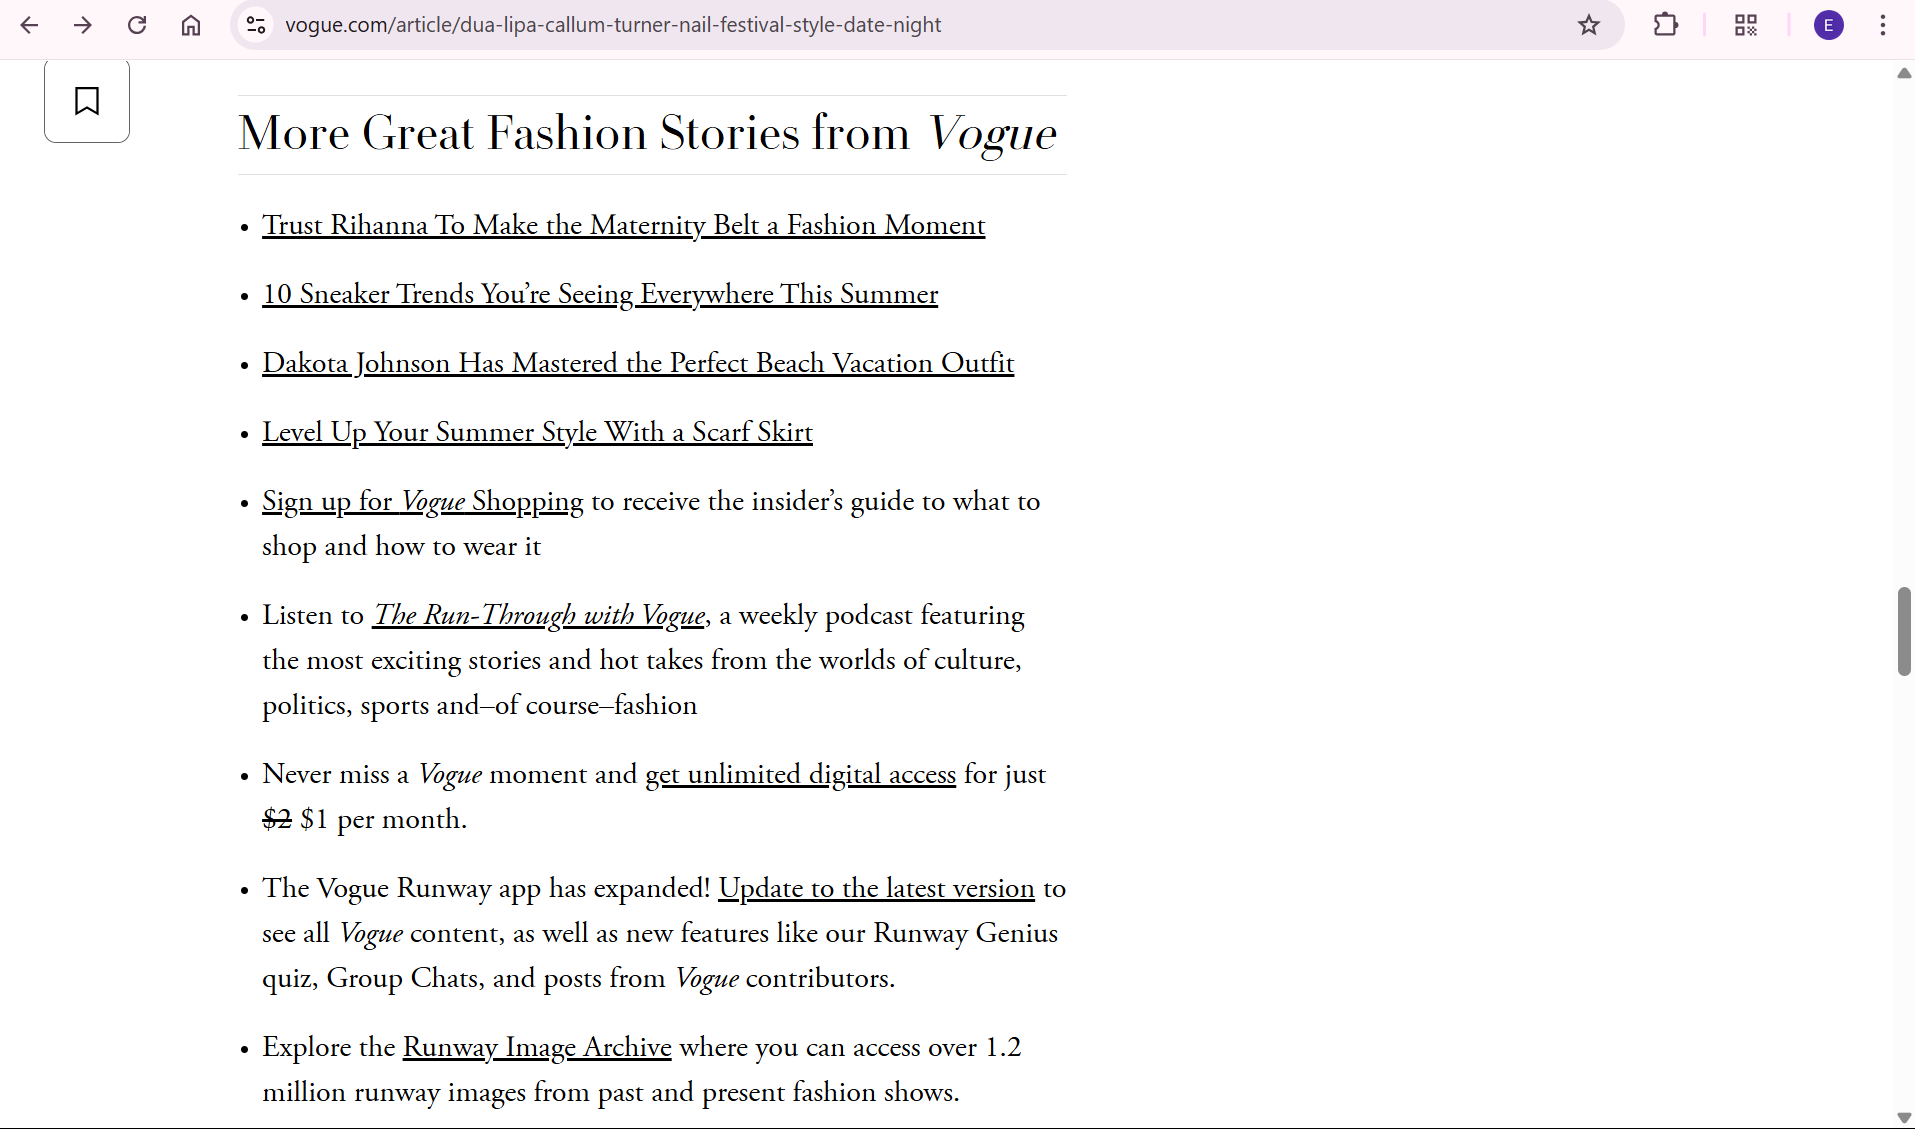 vogue.com/article/dua-lipa-callum-turner-nail-festival-style-date-night
E
More Great Fashion Stories from Vogue
• Trust Rihanna To Make the Maternity Belt a Fashion Moment
• 10 Sneaker Trends You’re Seeing Everywhere This Summer
• Dakota Johnson Has Mastered the Perfect Beach Vacation Outfit
• Level Up Your Summer Style With a Scarf Skirt
• Sign up for Vogue Shopping to receive the insider’s guide to what to
shop and how to wear it
• Listen to The Run-Through with Vogue, a weekly podcast featuring
the most exciting stories and hot takes from the worlds of culture,
politics, sports and–of course–fashion
• Never miss a Vogue moment and get unlimited digital access for just
$2 $1 per month.
• The Vogue Runway app has expanded! Update to the latest version to
see all Vogue content, as well as new features like our Runway Genius
quiz, Group Chats, and posts from Vogue contributors.
• Explore the Runway Image Archive where you can access over 1.2
million runway images from past and present fashion shows.